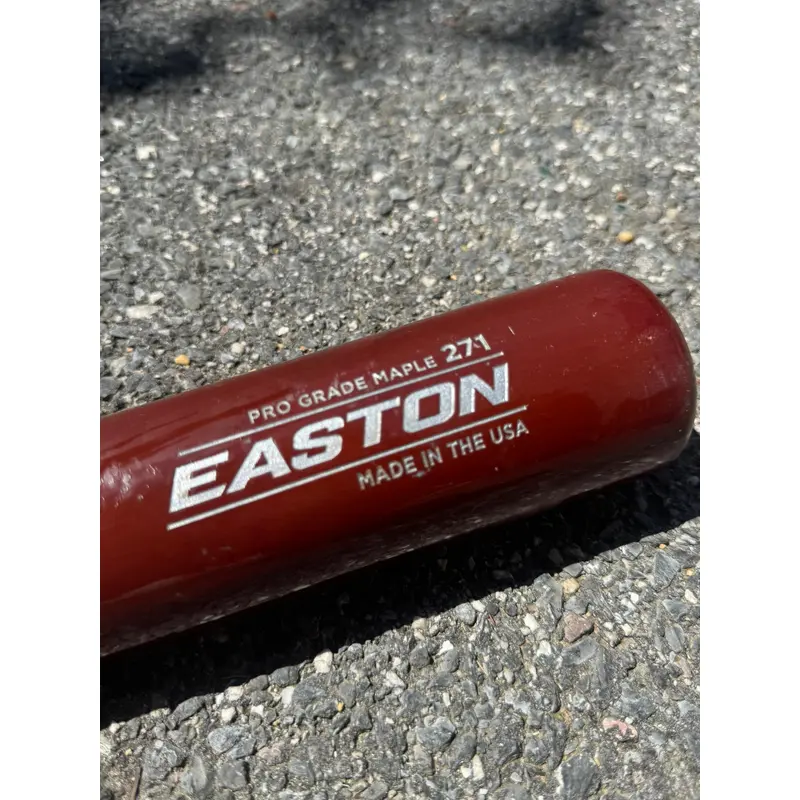 PRO GRADE MAPLE 271
EASTON
MADE IN THE USA